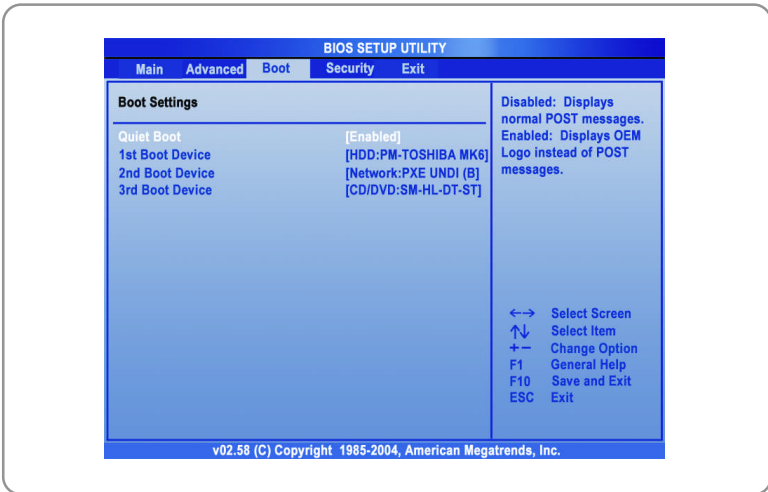 BIOS SETUP UTILITY
Main Advanced Boot Security Exit
Boot Settings
Quiet Boot [Enabled]
1st Boot Device [HDD:PM-TOSHIBA MK6]
2nd Boot Device [Network:PXE UNDI (B]
3rd Boot Device [CD/DVD:SM-HL-DT-ST]
Disabled: Displays
normal POST messages.
Enabled: Displays OEM
Logo instead of POST
messages.
←→ Select Screen
↑↓ Select Item
+− Change Option
F1 General Help
F10 Save and Exit
ESC Exit
v02.58 (C) Copyright 1985-2004, American Megatrends, Inc.